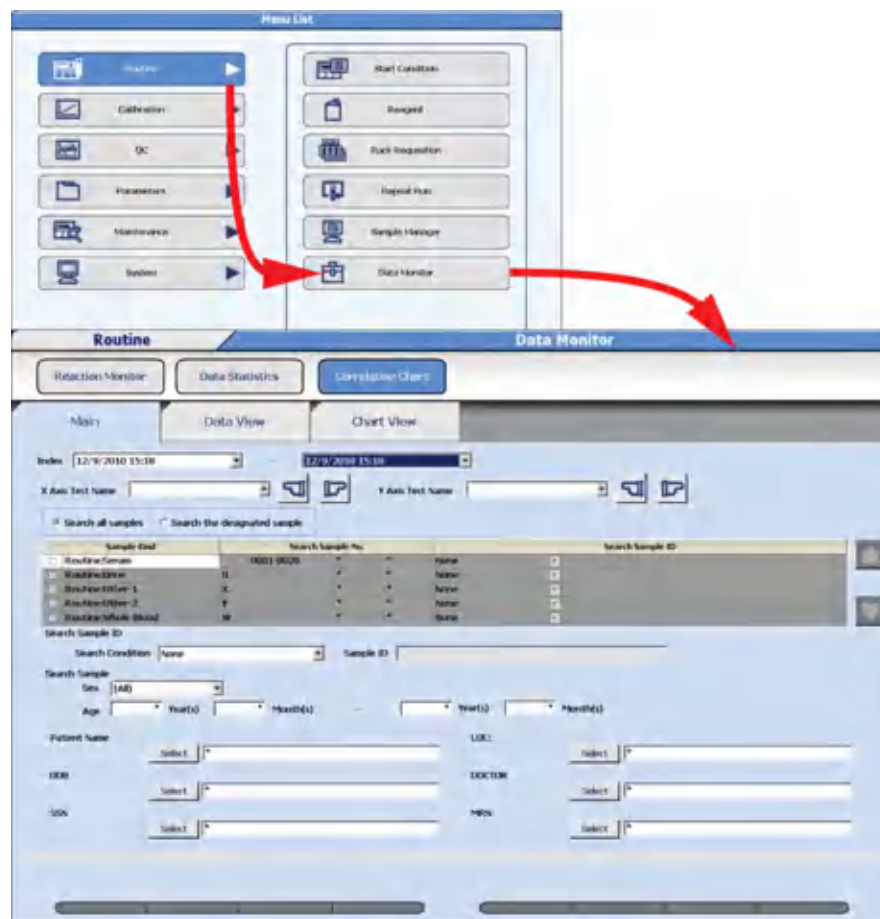 Menu List
Routine
Start Condition
Calibration
Reagent
QC
Rack Requisition
Parameters
Repeat Run
Maintenance
Sample Manager
System
Data Monitor
Routine
Data Monitor
Reaction Monitor
Data Statistics
Correlation Chart
Main
Data View
Chart View
Index 12/9/2010 15:18 - 12/9/2010 15:18
X Axis Test Name
Y Axis Test Name
Search all samples
Search the designated sample
Sample Kind
Search Sample No.
Search Sample ID
Routine:Serum 0001-0020 * * None
Routine:Urine U * * None
Routine:Other-1 X * * None
Routine:Other-2 Y * * None
Routine:Whole Blood W * * None
Search Sample ID
Search Condition None
Sample ID
Search Sample
Sex (All)
Age * Year(s) * Month(s) - * Year(s) * Month(s)
Patient Name
Select *
Select *
DOB
Select *
DOCTOR
Select *
SSN
Select *
MRN
Select *